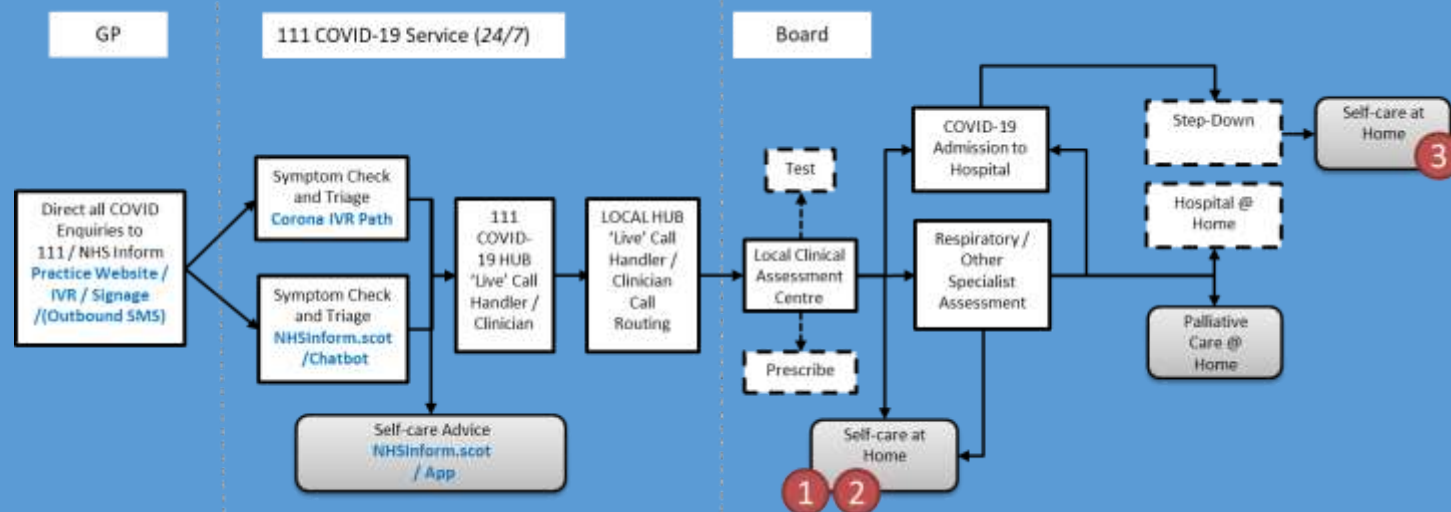 GP
111 COVID-19 Service (24/7)
Board
Direct all COVID
Enquiries to
111 / NHS Inform
Practice Website /
IVR / Signage
/(Outbound SMS)
Symptom Check
and Triage
Corona IVR Path
Symptom Check
and Triage
NHSInform.scot
/Chatbot
Self-care Advice
NHSInform.scot
/ App
111
COVID-
19 HUB
'Live' Call
Handler /
Clinician
LOCAL HUB
'Live' Call
Handler /
Clinician
Call
Routing
Test
Local Clinical
Assessment
Centre
Prescribe
COVID-19
Admission to
Hospital
Respiratory /
Other
Specialist
Assessment
Self-care at
Home
1
2
Step-Down
Hospital @
Home
Palliative
Care @
Home
Self-care at
Home
3